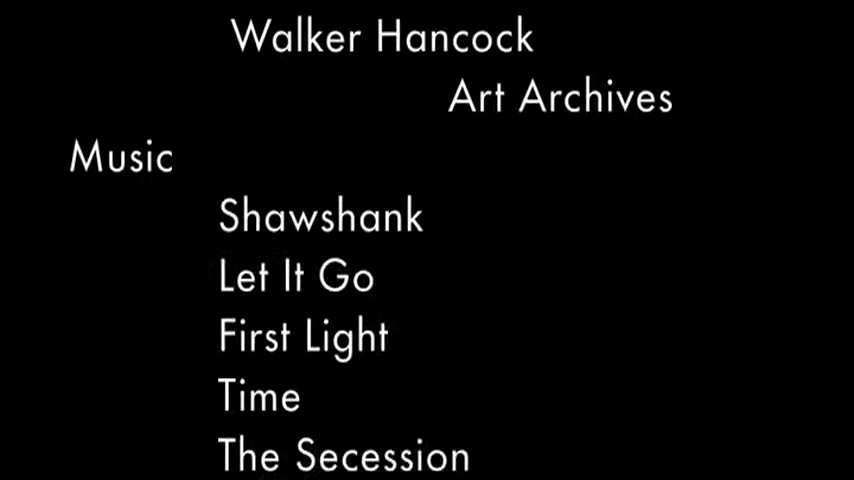 Walker Hancock
Art Archives
Music
Shawshank
Let It Go
First Light
Time
The Secession